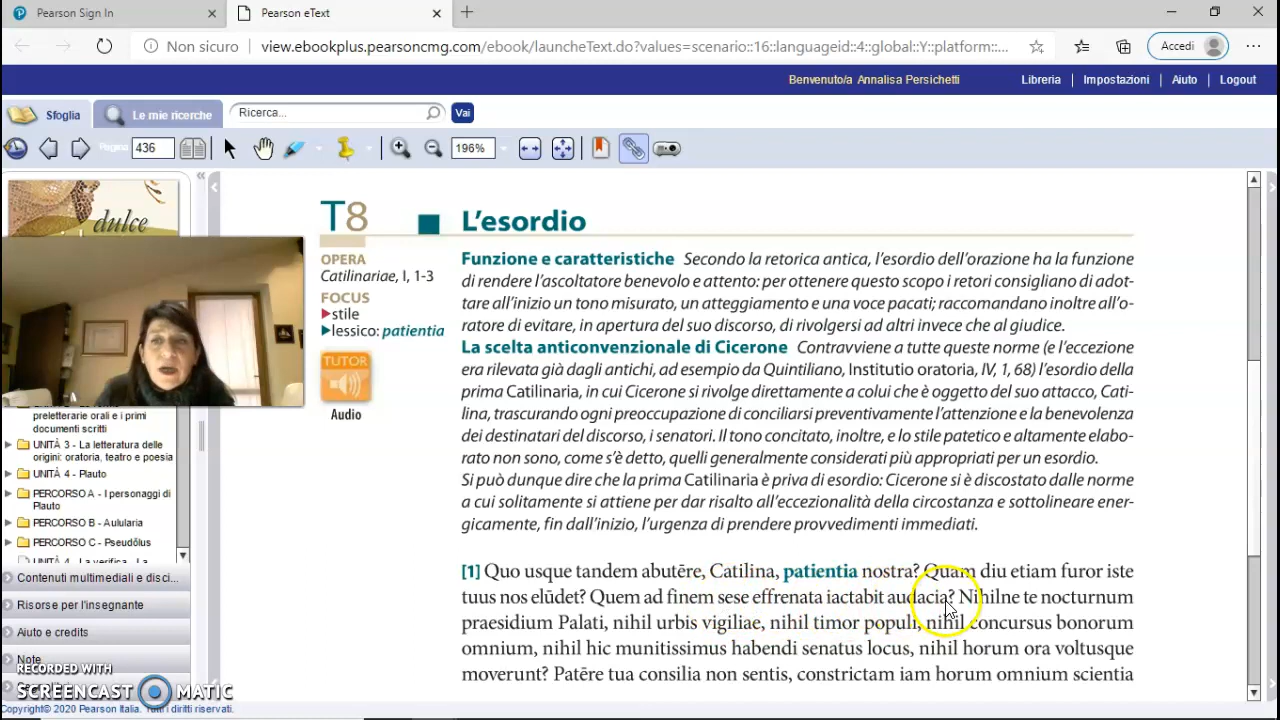 Pearson Sign In
Pearson eText
Non sicuro
view.ebookplus.pearsoncmg.com/ebook/launcheText.do?values=scenario::16::languageid::4::global::Y::platform::...
Accedi
Benvenuto/a Annalisa Persichetti
Libreria | Impostazioni | Aiuto | Logout
Sfoglia
Le mie ricerche
Ricerca...
Vai
Pagina 436
196%
dulce
T8 L'esordio
OPERA
Catilinariae, I, 1-3
FOCUS
stile
lessico: patientia
TUTOR
Audio
Funzione e caratteristiche Secondo la retorica antica, l'esordio dell'orazione ha la funzione
di rendere l'ascoltatore benevolo e attento: per ottenere questo scopo i retori consigliano di adot-
tare all'inizio un tono misurato, un atteggiamento e una voce pacati; raccomandano inoltre all'o-
ratore di evitare, in apertura del suo discorso, di rivolgersi ad altri invece che al giudice.
La scelta anticonvenzionale di Cicerone Contravviene a tutte queste norme (e l'eccezione
era rilevata già dagli antichi, ad esempio da Quintiliano, Institutio oratoria, IV, 1, 68) l'esordio della
prima Catilinaria, in cui Cicerone si rivolge direttamente a colui che è oggetto del suo attacco, Cati-
lina, trascurando ogni preoccupazione di conciliarsi preventivamente l'attenzione e la benevolenza
dei destinatari del discorso, i senatori. Il tono concitato, inoltre, e lo stile patetico e altamente elabo-
rato non sono, come s'è detto, quelli generalmente considerati più appropriati per un esordio.
Si può dunque dire che la prima Catilinaria è priva di esordio: Cicerone si è discostato dalle norme
a cui solitamente si attiene per dar risalto all'eccezionalità della circostanza e sottolineare ener-
gicamente, fin dall'inizio, l'urgenza di prendere provvedimenti immediati.
[1] Quo usque tandem abutēre, Catilina, patientia nostra? Quam diu etiam furor iste
tuus nos elūdet? Quem ad finem sese effrenata iactabit audacia? Nihilne te nocturnum
praesidium Palati, nihil urbis vigiliae, nihil timor populi, nihil concursus bonorum
omnium, nihil hic munitissimus habendi senatus locus, nihil horum ora voltusque
moverunt? Patēre tua consilia non sentis, constrictam iam horum omnium scientia
preletterarie orali e i primi
documenti scritti
UNITÀ 3 - La letteratura delle
origini: oratoria, teatro e poesia
UNITÀ 4 - Plauto
PERCORSO A - I personaggi di
Plauto
PERCORSO B - Aulularia
PERCORSO C - Pseudŏlus
UNITÀ 4 - La verifica - La
Contenuti multimediali e disci...
Risorse per l'insegnante
Aiuto e credits
Note
RECORDED WITH
SCREENCAST MATIC
Copyright© 2020 Pearson Italia. Tutti i diritti riservati.